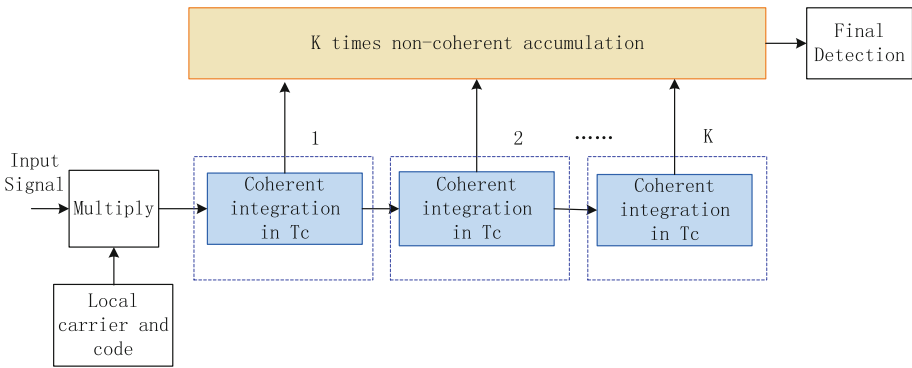 K times non-coherent accumulation
Final
Detection
1
2
……
K
Input
Signal
Multiply
Coherent
integration
in Tc
Coherent
integration
in Tc
Coherent
integration
in Tc
Local
carrier and
code